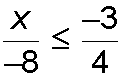 x/–8 ≤ –3/4